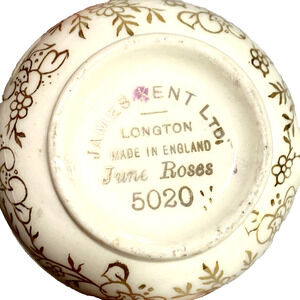 JAMES KENT LTD.
LONGTON
MADE IN ENGLAND
June Roses
5020